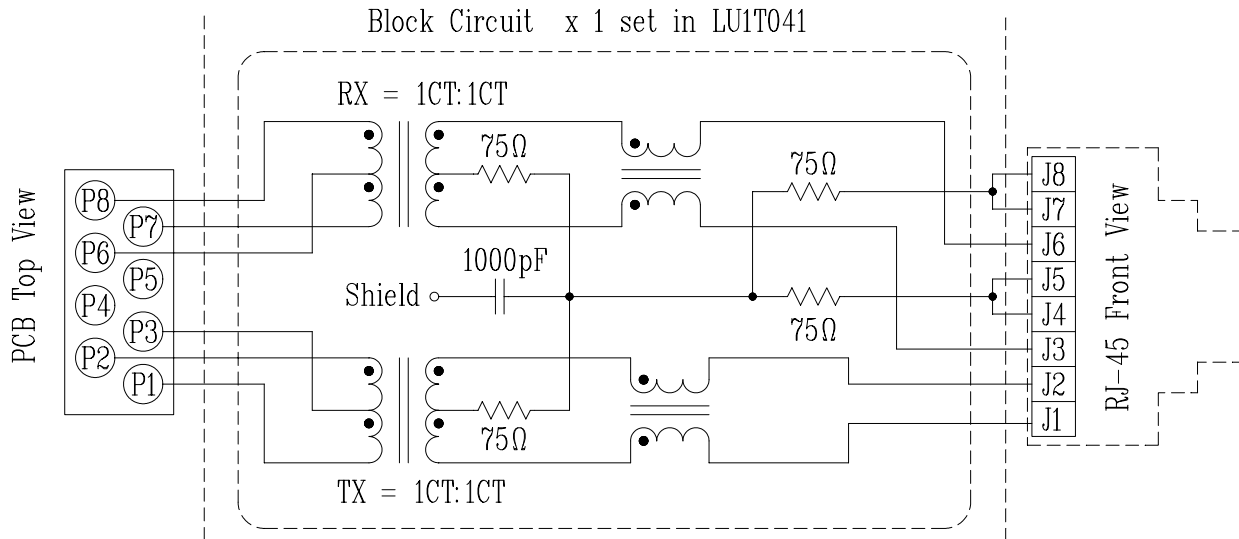 Block Circuit x 1 set in LU1T041
RX = 1CT:1CT
75Ω
75Ω
PCB Top View
P8
P7
P6
P5
P4
P3
P2
P1
1000pF
Shield
75Ω
75Ω
TX = 1CT:1CT
J8
J7
J6
J5
J4
J3
J2
J1
RJ-45 Front View